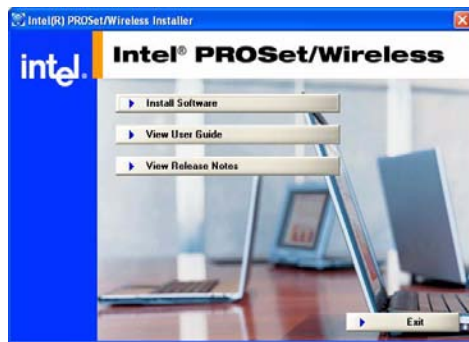 Intel(R) PROSet/Wireless Installer
intel.
Intel® PROSet/Wireless
Install Software
View User Guide
View Release Notes
Exit